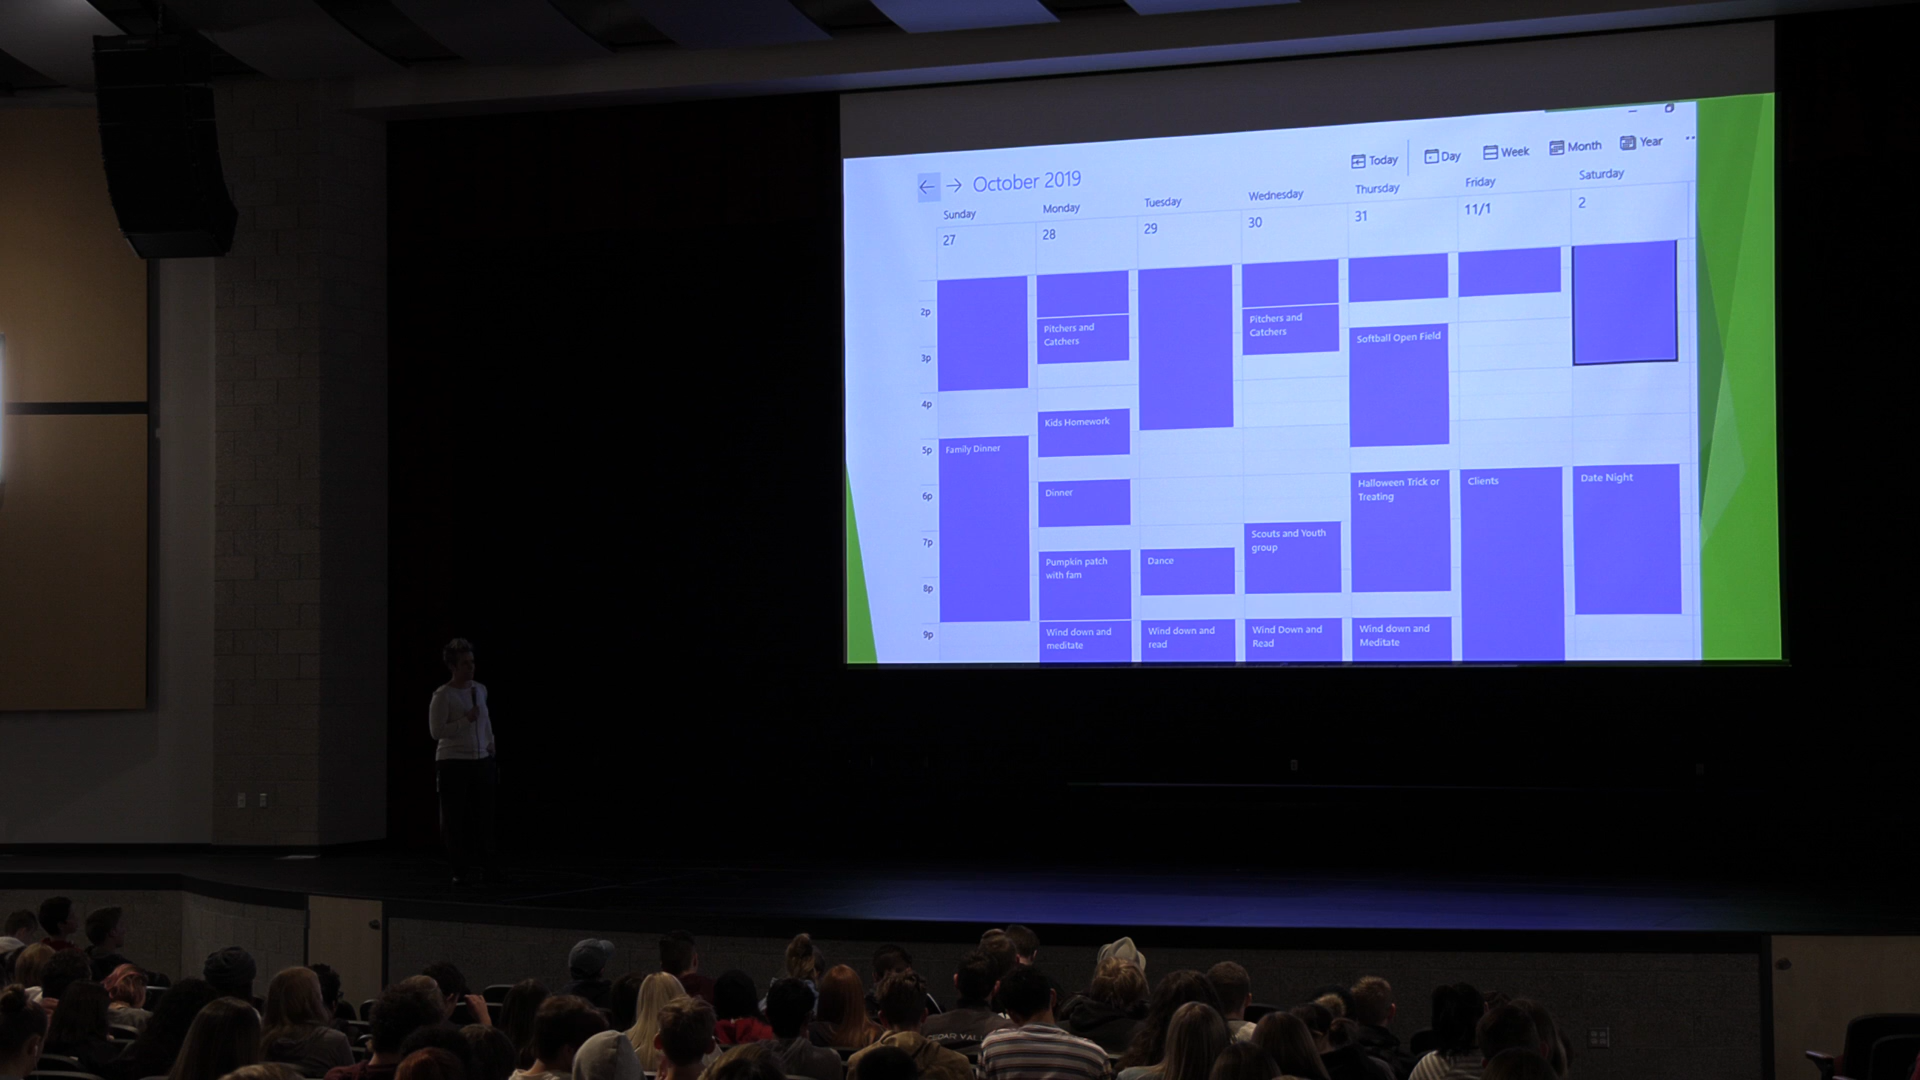 Today
Day
Week
Month
Year
October 2019
Sunday
Monday
Tuesday
Wednesday
Thursday
Friday
Saturday
27
28
29
30
31
11/1
2
2p
3p
4p
5p
6p
7p
8p
9p
Family Dinner
Pitchers and
Catchers
Kids Homework
Dinner
Pumpkin patch
with fam
Wind down and
meditate
Dance
Wind down and
read
Pitchers and
Catchers
Scouts and Youth
group
Wind Down and
Read
Softball Open Field
Halloween Trick or
Treating
Wind down and
Meditate
Clients
Date Night
CEDAR VAL